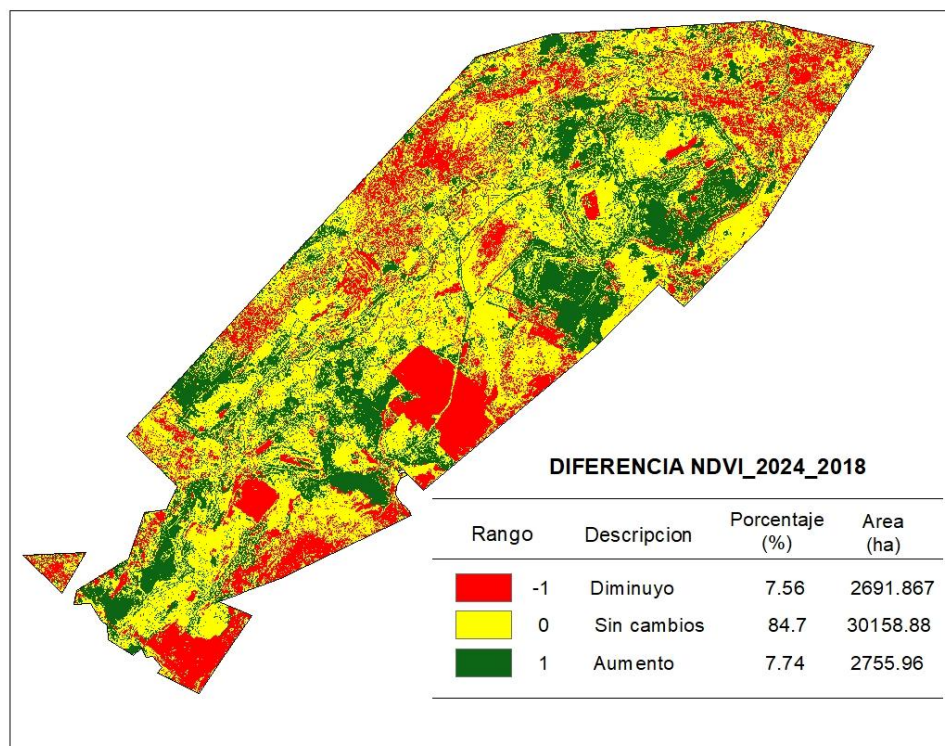 DIFERENCIA NDVI_2024_2018
Rango Descripcion Porcentaje (%) Area (ha)
-1 Diminuyo 7.56 2691.867
0 Sin cambios 84.7 30158.88
1 Aumento 7.74 2755.96